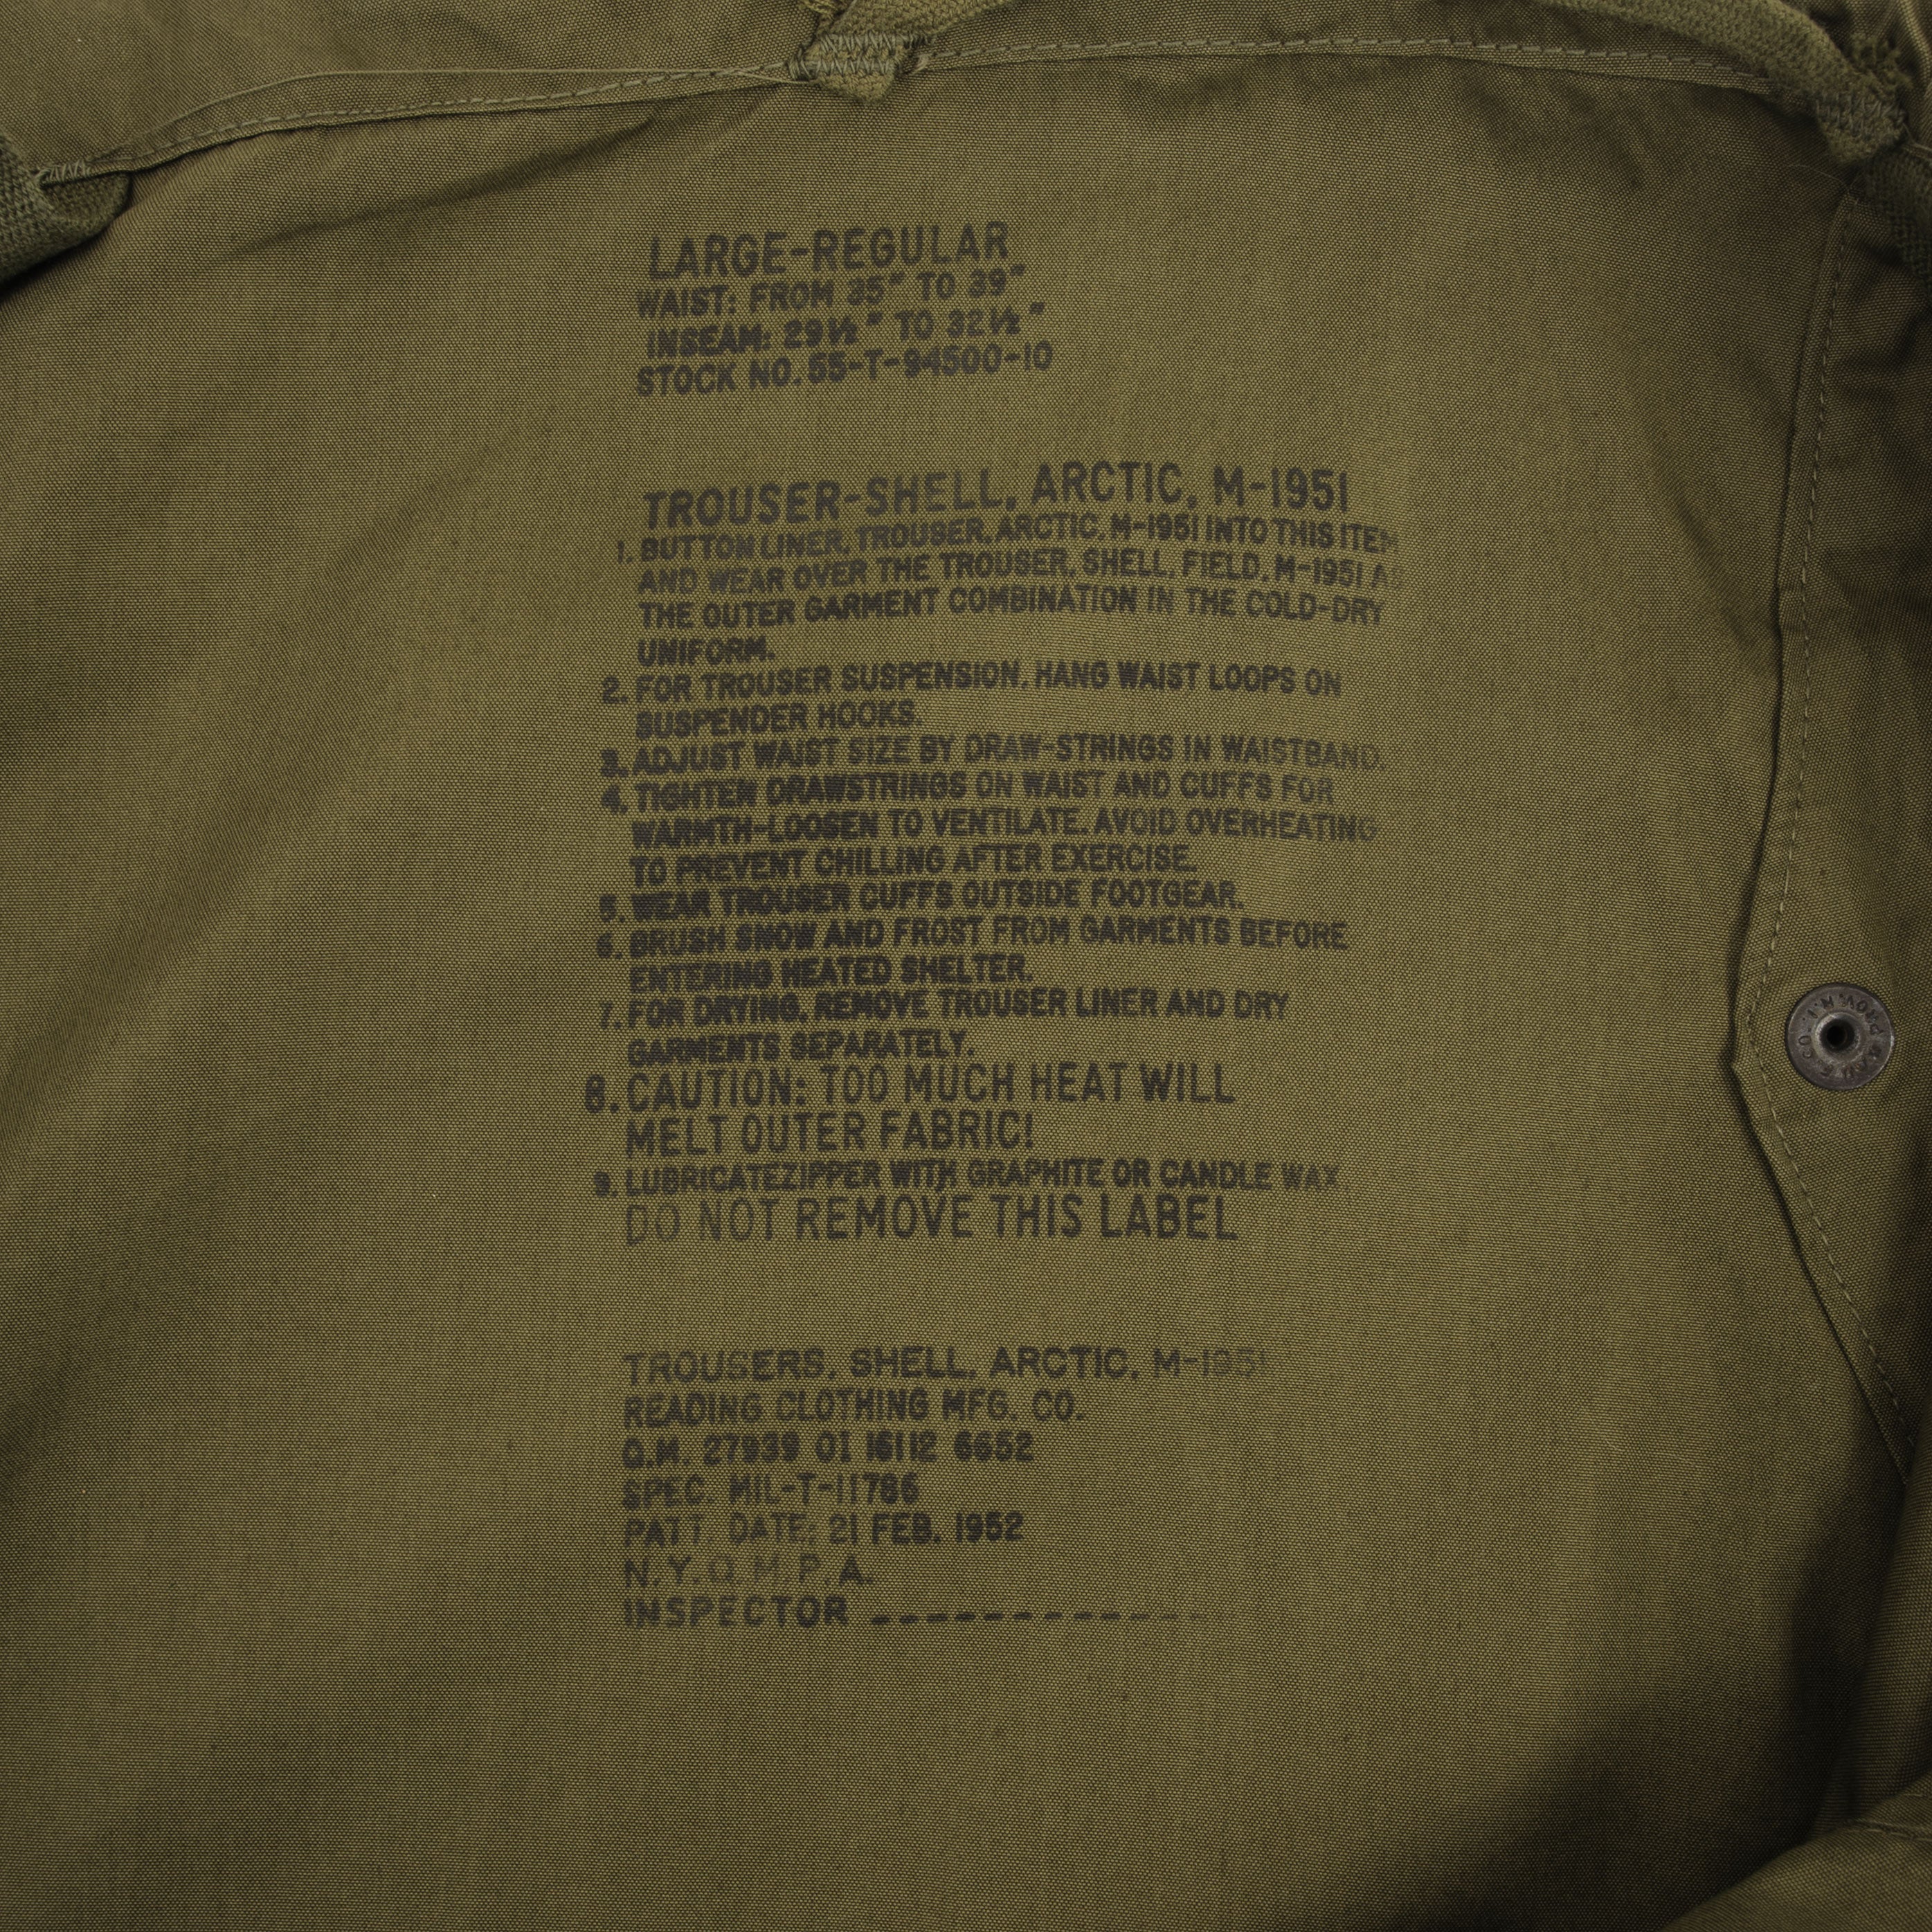 LARGE-REGULAR
WAIST: FROM 35" TO 39"
INSEAM: 29½" TO 32½"
STOCK NO. 55-T-94500-10
TROUSER-SHELL, ARCTIC, M-1951
1. BUTTON LINER, TROUSER, ARCTIC, M-1951 INTO THIS ITEM
AND WEAR OVER THE TROUSER, SHELL, FIELD, M-1951 AS
THE OUTER GARMENT COMBINATION IN THE COLD-DRY
UNIFORM.
2. FOR TROUSER SUSPENSION, HANG WAIST LOOPS ON
SUSPENDER HOOKS.
3. ADJUST WAIST SIZE BY DRAW-STRINGS IN WAISTBAND.
4. TIGHTEN DRAWSTRINGS ON WAIST AND CUFFS FOR
WARMTH-LOOSEN TO VENTILATE. AVOID OVERHEATING
TO PREVENT CHILLING AFTER EXERCISE.
5. WEAR TROUSER CUFFS OUTSIDE FOOTGEAR.
6. BRUSH SNOW AND FROST FROM GARMENTS BEFORE
ENTERING HEATED SHELTER.
7. FOR DRYING, REMOVE TROUSER LINER AND DRY
GARMENTS SEPARATELY.
8. CAUTION: TOO MUCH HEAT WILL
MELT OUTER FABRIC!
9. LUBRICATE ZIPPER WITH GRAPHITE OR CANDLE WAX.
DO NOT REMOVE THIS LABEL
TROUSERS, SHELL, ARCTIC, M-1951
READING CLOTHING MFG. CO.
Q.M. 27939 OI 16112 6652
SPEC. MIL-T-11786
PATT. DATE; 21 FEB. 1952
N.Y.Q.M.P.A.
INSPECTOR -------------